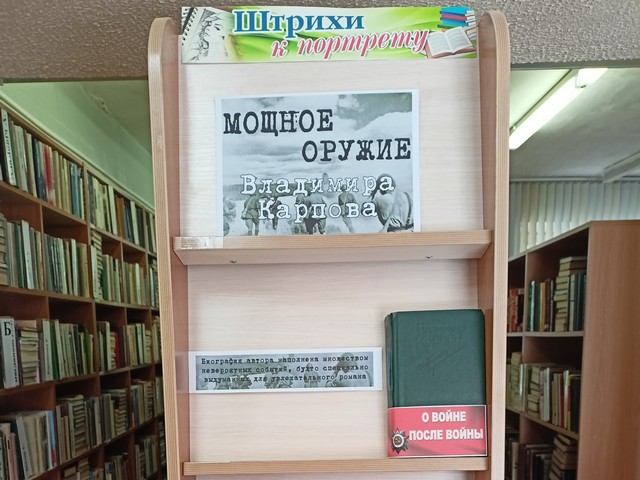 Штрихи
к портрету
МОЩНОЕ
ОРУЖИЕ
Владимира
Карпова
Биография автора наполнена множеством
невероятных событий, будто специально
выдуманных для увлекательного романа
О ВОЙНЕ
ПОСЛЕ ВОЙНЫ
Б